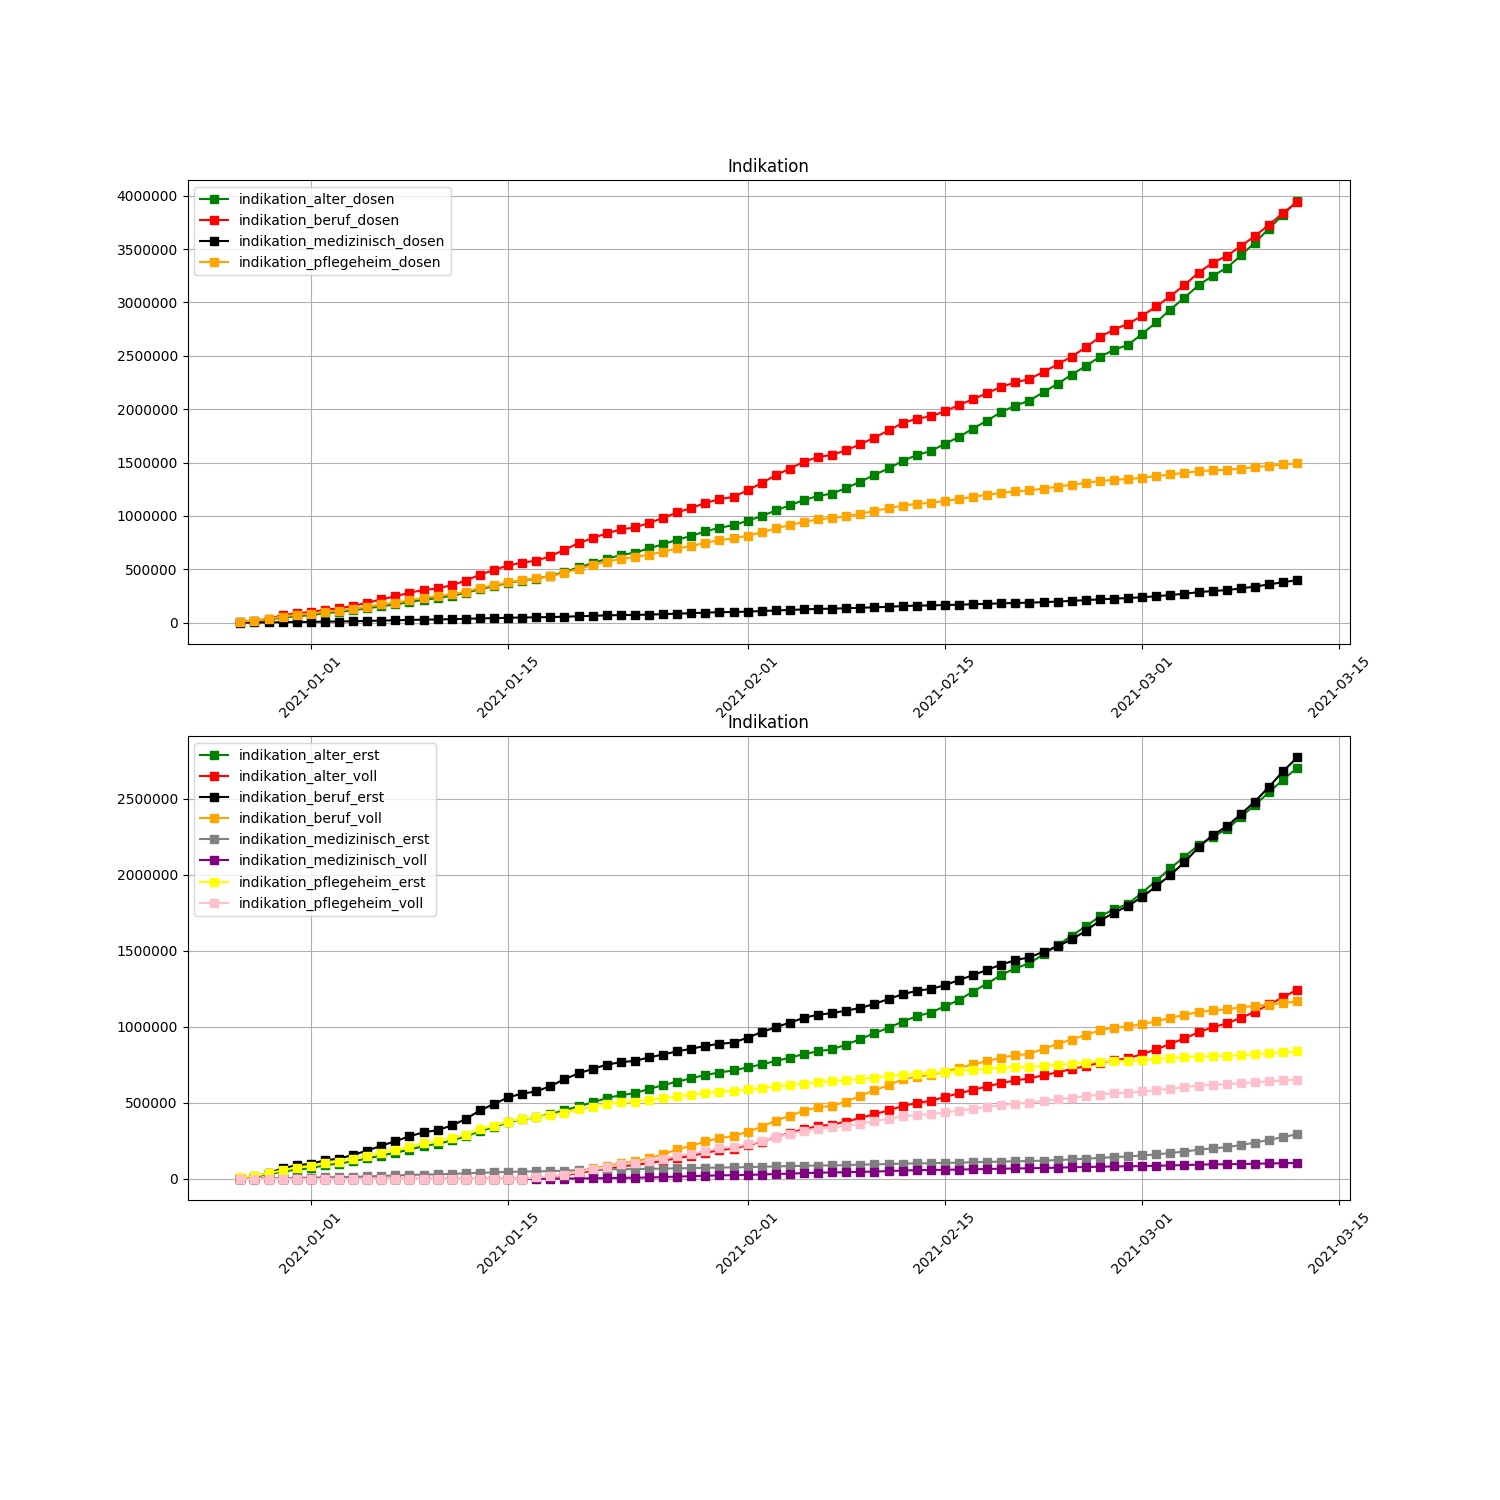 Indikation
4000000
3500000
3000000
2500000
2000000
1500000
1000000
500000
0
indikation_alter_dosen
indikation_beruf_dosen
indikation_medizinisch_dosen
indikation_pflegeheim_dosen
2021-01-01
2021-01-15
2021-02-01
2021-02-15
2021-03-01
2021-03-15
Indikation
2500000
2000000
1500000
1000000
500000
0
indikation_alter_erst
indikation_alter_voll
indikation_beruf_erst
indikation_beruf_voll
indikation_medizinisch_erst
indikation_medizinisch_voll
indikation_pflegeheim_erst
indikation_pflegeheim_voll
2021-01-01
2021-01-15
2021-02-01
2021-02-15
2021-03-01
2021-03-15